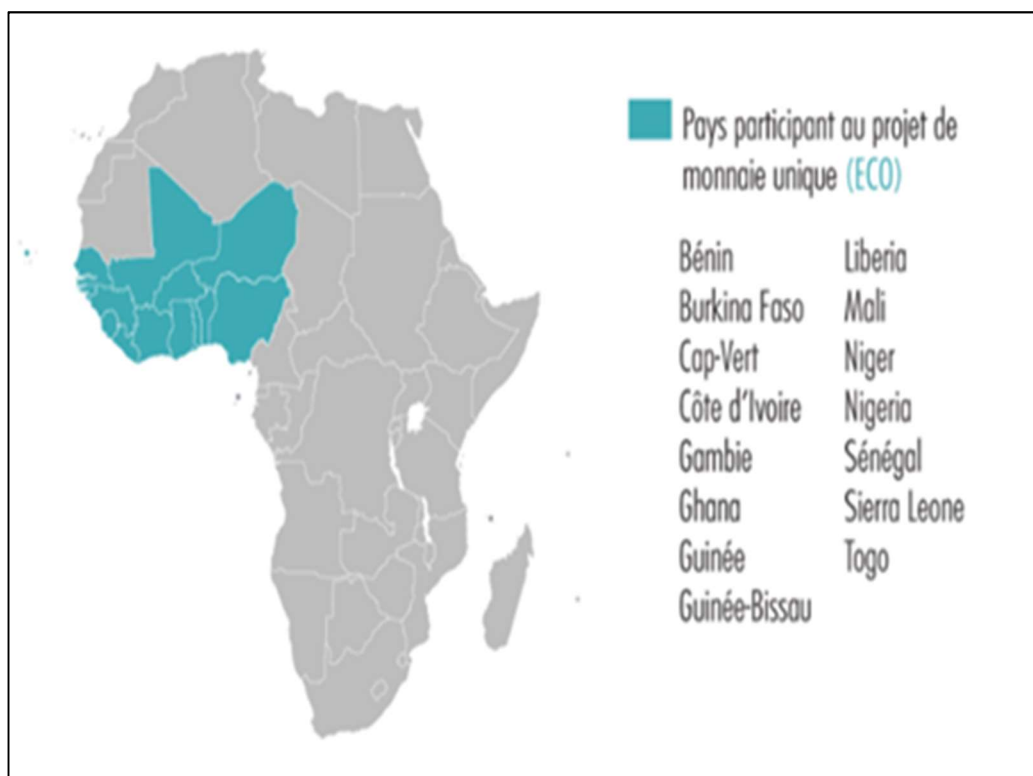 Pays participant au projet de
monnaie unique (ECO)
Bénin
Burkina Faso
Cap-Vert
Côte d'Ivoire
Gambie
Ghana
Guinée
Guinée-Bissau
Liberia
Mali
Niger
Nigeria
Sénégal
Sierra Leone
Togo